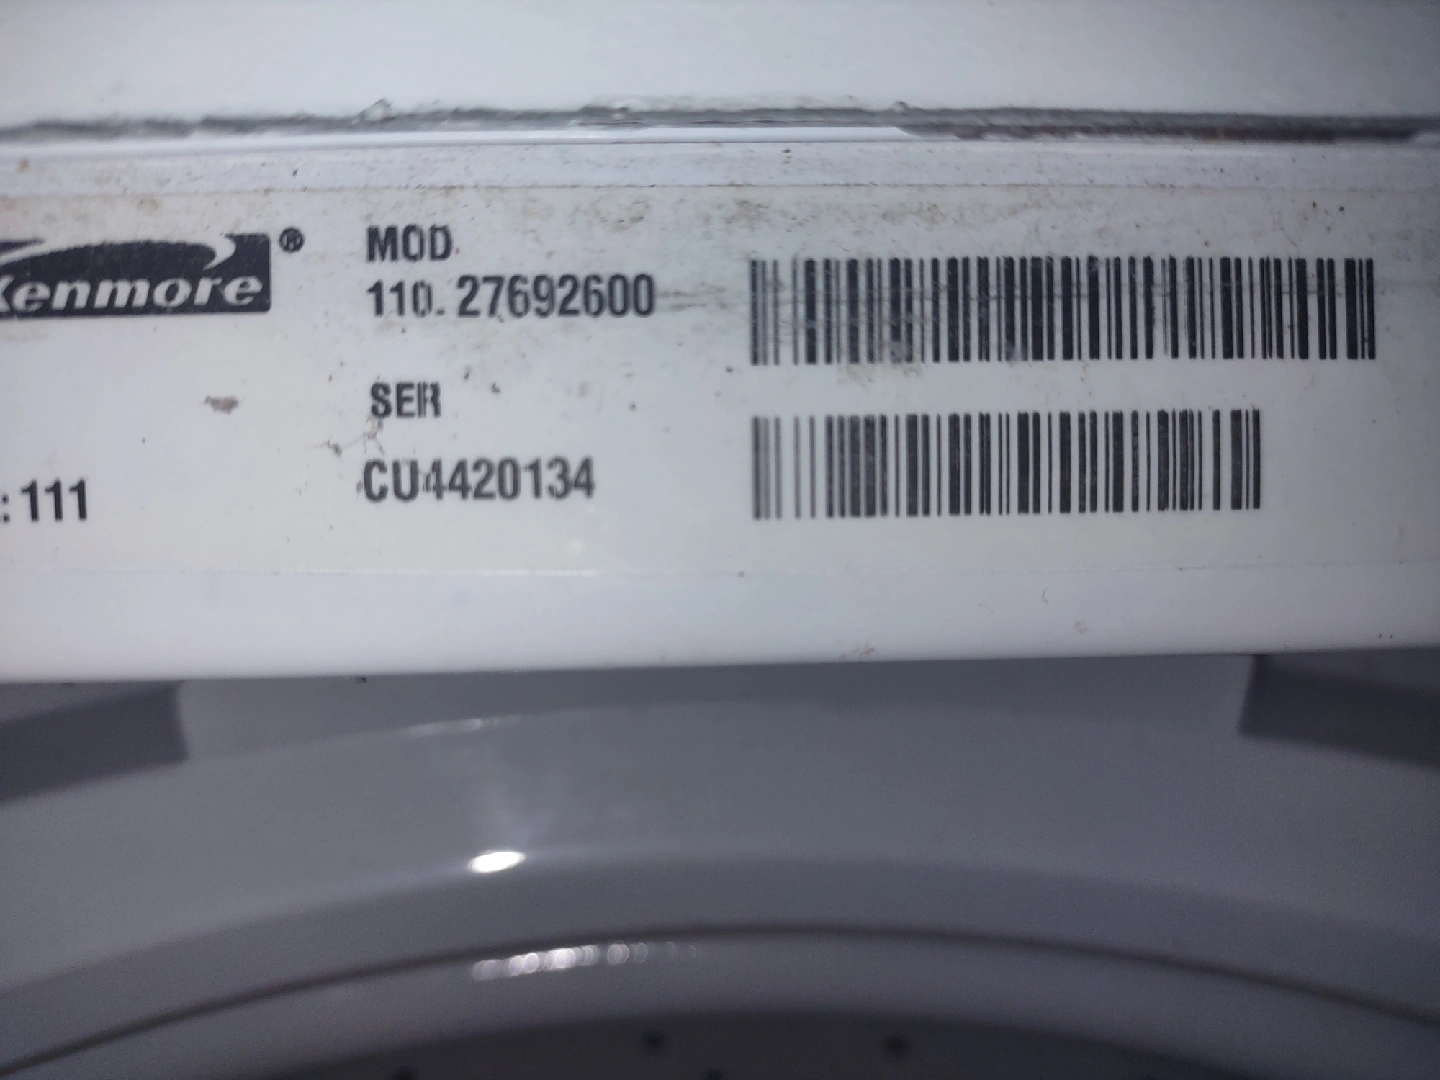 Kenmore®
MOD.
110. 27692600
SER
CU4420134
: 111